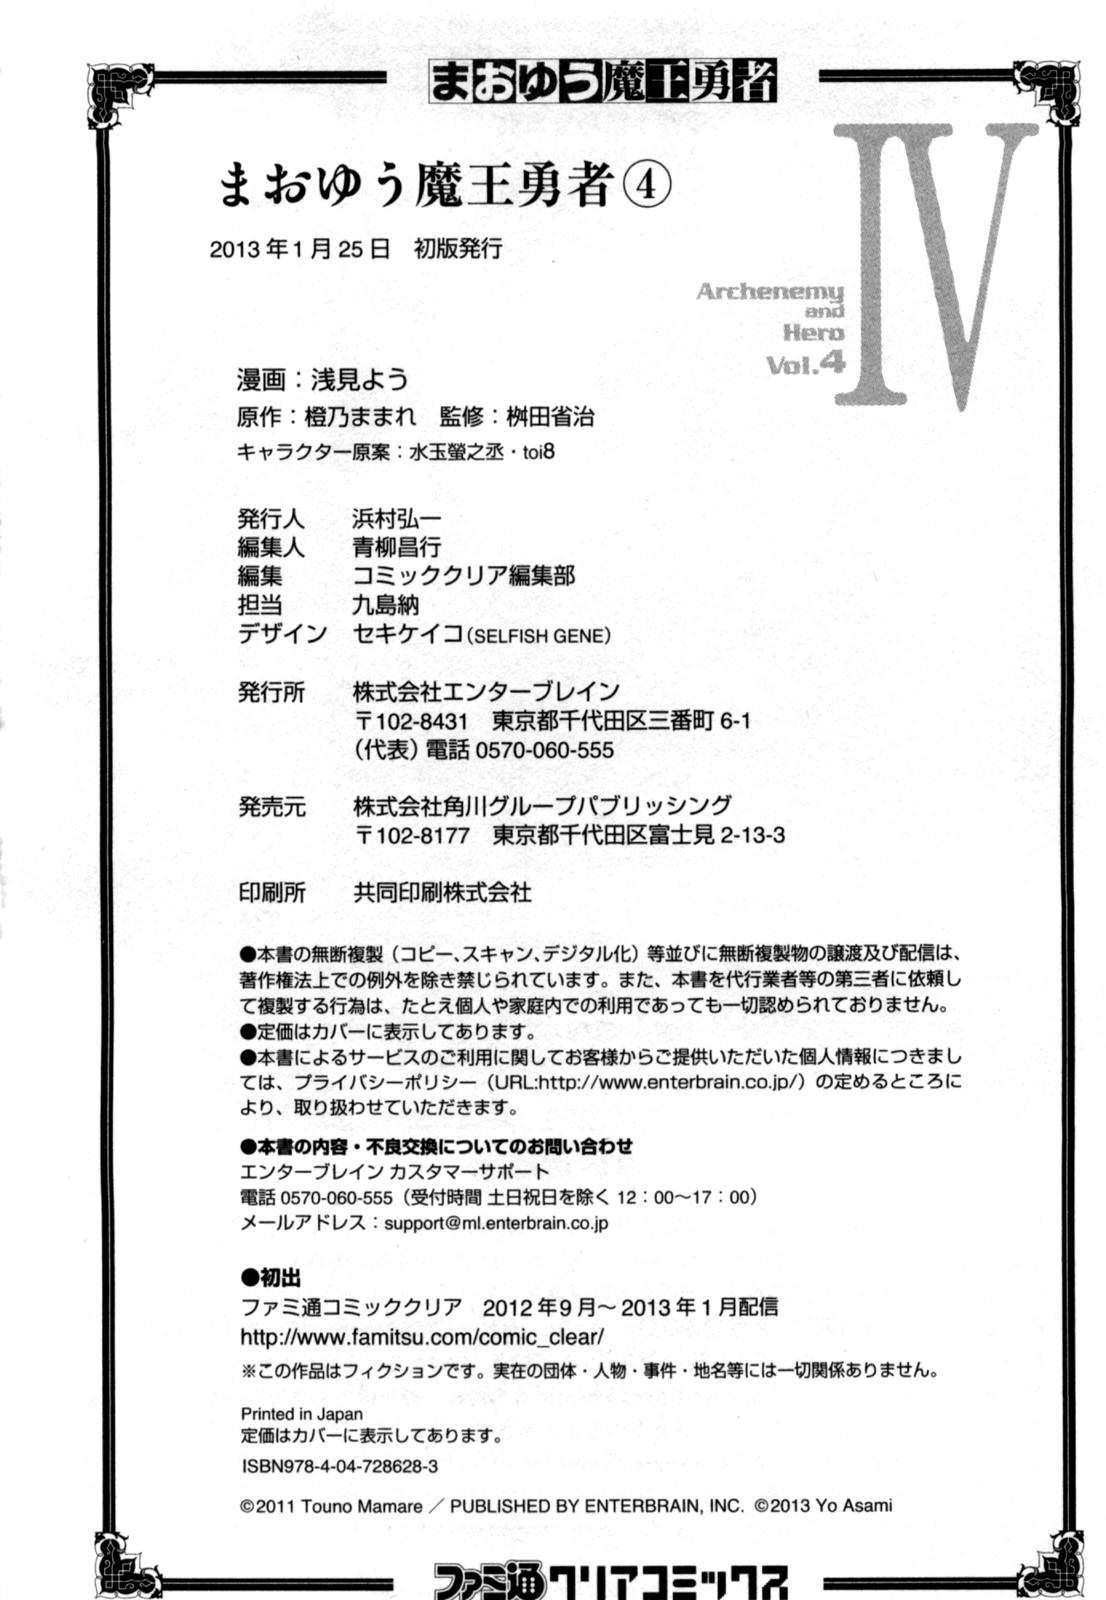 まおゆう魔王勇者
IV
まおゆう魔王勇者④
2013年1月25日　初版発行
Archenemy
and
Hero
Vol.4
漫画：浅見よう
原作：橙乃ままれ　監修：桝田省治
キャラクター原案：水玉螢之丞・toi8
発行人　浜村弘一
編集人　青柳昌行
編集　コミッククリア編集部
担当　九島納
デザイン　セキケイコ（SELFISH GENE）
発行所　株式会社エンターブレイン
〒102-8431　東京都千代田区三番町6-1
（代表）電話0570-060-555
発売元　株式会社角川グループパブリッシング
〒102-8177　東京都千代田区富士見2-13-3
印刷所　共同印刷株式会社
●本書の無断複製（コピー、スキャン、デジタル化）等並びに無断複製物の譲渡及び配信は、
著作権法上での例外を除き禁じられています。また、本書を代行業者等の第三者に依頼し
て複製する行為は、たとえ個人や家庭内での利用であっても一切認められておりません。
●定価はカバーに表示してあります。
●本書によるサービスのご利用に関してお客様からご提供いただいた個人情報につきまし
ては、プライバシーポリシー（URL:http://www.enterbrain.co.jp/）の定めるところに
より、取り扱わせていただきます。
●本書の内容・不良交換についてのお問い合わせ
エンターブレイン カスタマーサポート
電話0570-060-555（受付時間 土日祝日を除く 12：00〜17：00）
メールアドレス：support@ml.enterbrain.co.jp
●初出
ファミ通コミッククリア　2012年9月〜2013年1月配信
http://www.famitsu.com/comic_clear/
※この作品はフィクションです。実在の団体・人物・事件・地名等には一切関係ありません。
Printed in Japan
定価はカバーに表示してあります。
ISBN978-4-04-728628-3
©2011 Touno Mamare／PUBLISHED BY ENTERBRAIN, INC. ©2013 Yo Asami
ファミ通クリアコミックス